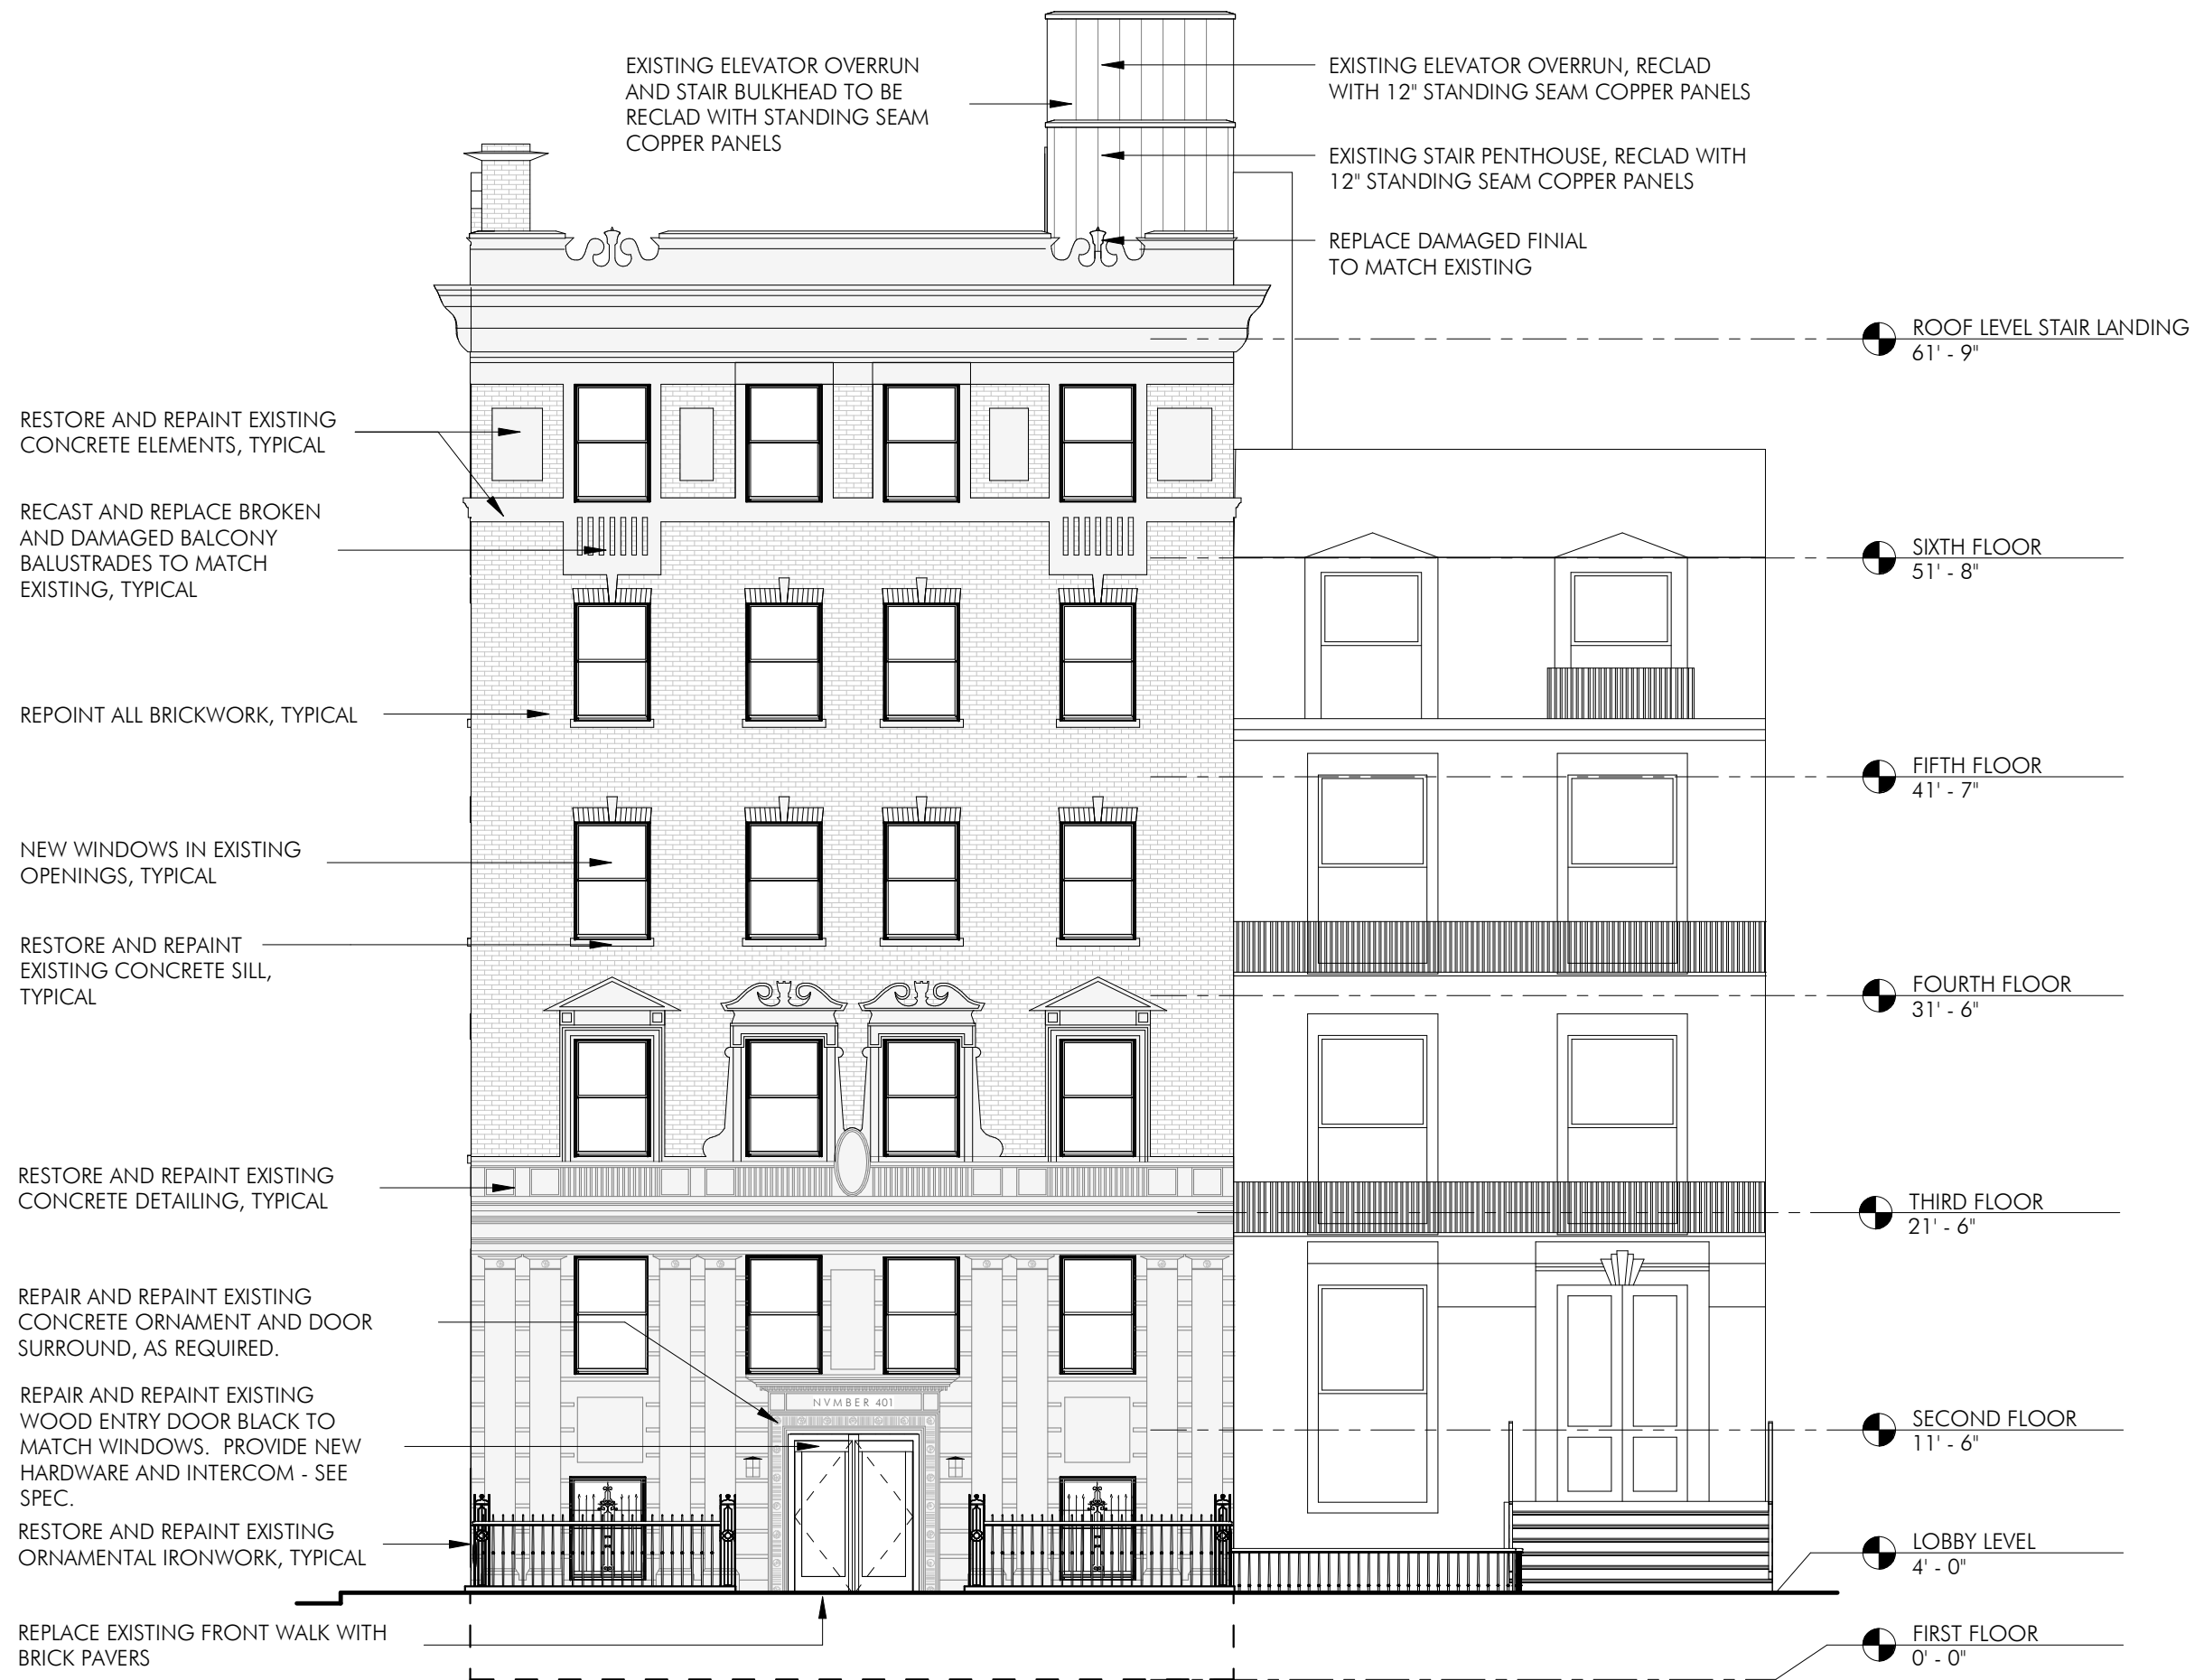 EXISTING ELEVATOR OVERRUN
AND STAIR BULKHEAD TO BE
RECLAD WITH STANDING SEAM
COPPER PANELS
EXISTING ELEVATOR OVERRUN, RECLAD
WITH 12" STANDING SEAM COPPER PANELS
EXISTING STAIR PENTHOUSE, RECLAD WITH
12" STANDING SEAM COPPER PANELS
REPLACE DAMAGED FINIAL
TO MATCH EXISTING
ROOF LEVEL STAIR LANDING
61' - 9"
RESTORE AND REPAINT EXISTING
CONCRETE ELEMENTS, TYPICAL
RECAST AND REPLACE BROKEN
AND DAMAGED BALCONY
BALUSTRADES TO MATCH
EXISTING, TYPICAL
SIXTH FLOOR
51' - 8"
REPOINT ALL BRICKWORK, TYPICAL
FIFTH FLOOR
41' - 7"
NEW WINDOWS IN EXISTING
OPENINGS, TYPICAL
RESTORE AND REPAINT
EXISTING CONCRETE SILL,
TYPICAL
FOURTH FLOOR
31' - 6"
RESTORE AND REPAINT EXISTING
CONCRETE DETAILING, TYPICAL
THIRD FLOOR
21' - 6"
REPAIR AND REPAINT EXISTING
CONCRETE ORNAMENT AND DOOR
SURROUND, AS REQUIRED.
NVMBER 401
REPAIR AND REPAINT EXISTING
WOOD ENTRY DOOR BLACK TO
MATCH WINDOWS.  PROVIDE NEW
HARDWARE AND INTERCOM - SEE
SPEC.
SECOND FLOOR
11' - 6"
RESTORE AND REPAINT EXISTING
ORNAMENTAL IRONWORK, TYPICAL
LOBBY LEVEL
4' - 0"
REPLACE EXISTING FRONT WALK WITH
BRICK PAVERS
FIRST FLOOR
0' - 0"